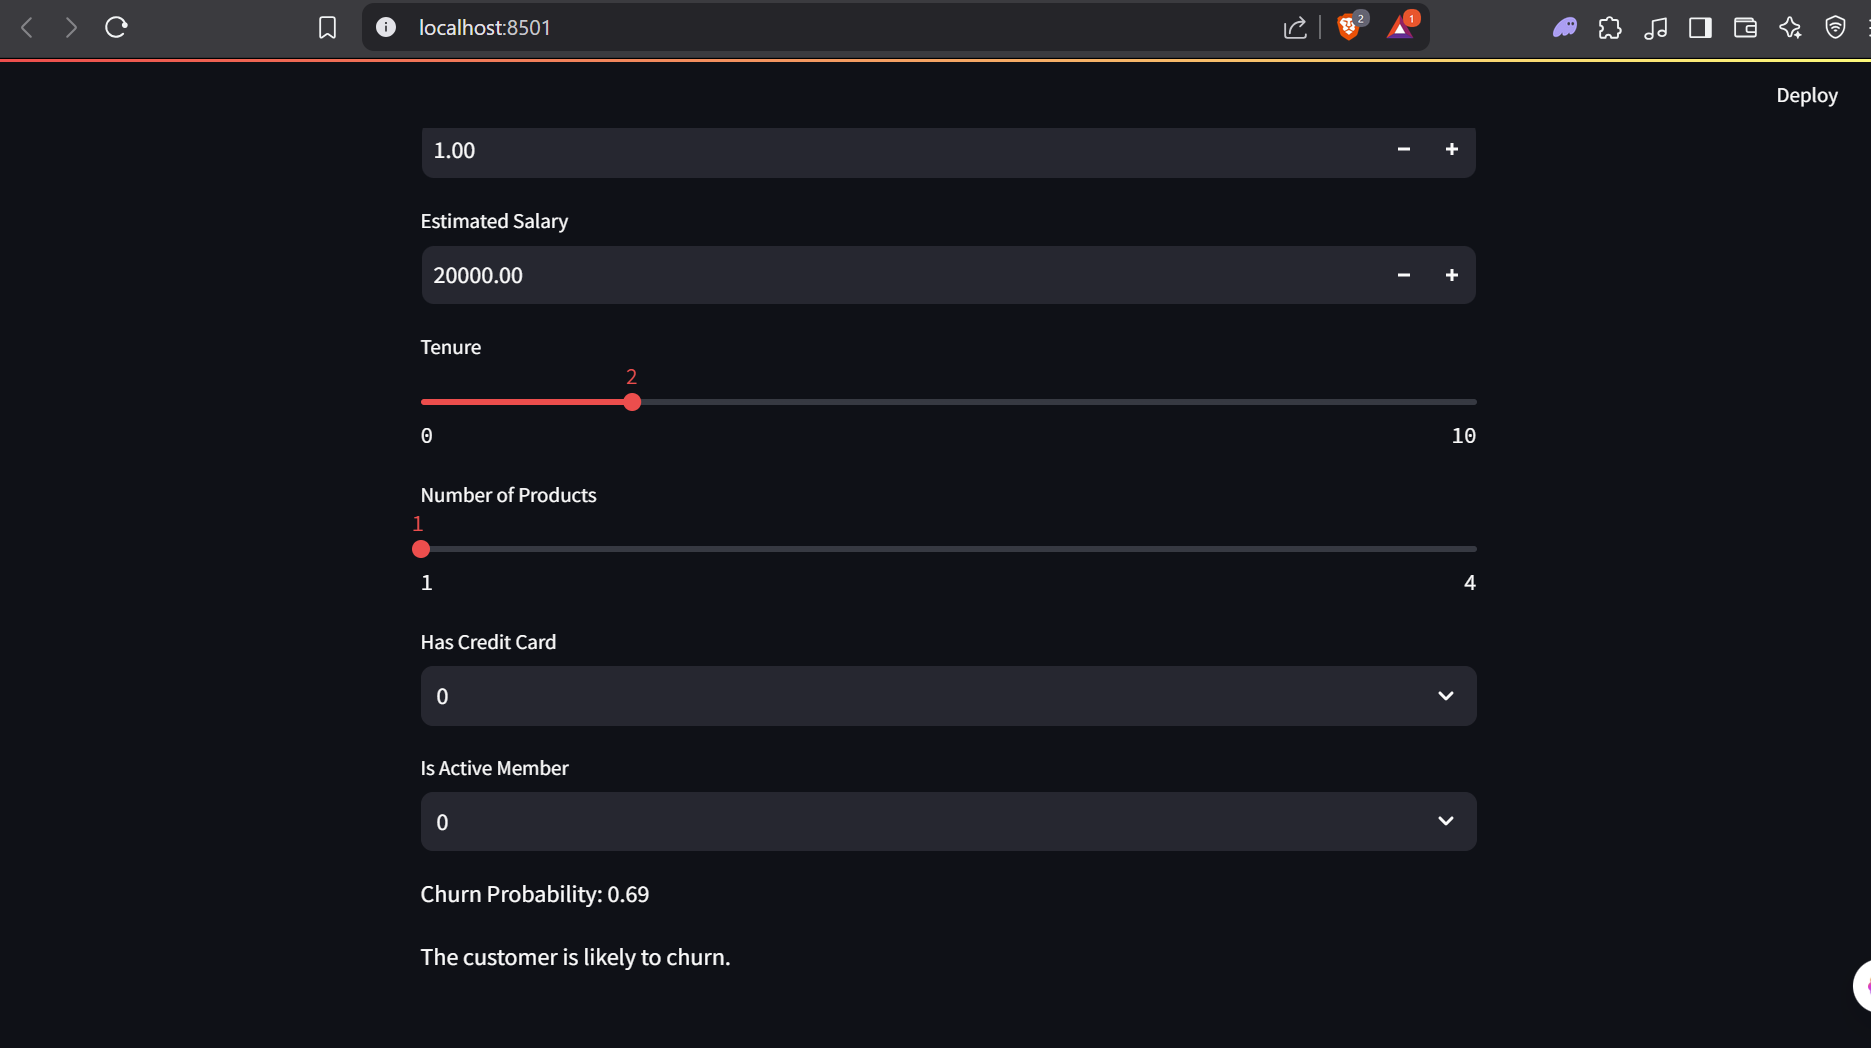 localhost:8501
2
1
Deploy
1.00
Estimated Salary
20000.00
Tenure
2
0
10
Number of Products
1
1
4
Has Credit Card
0
Is Active Member
0
Churn Probability: 0.69
The customer is likely to churn.